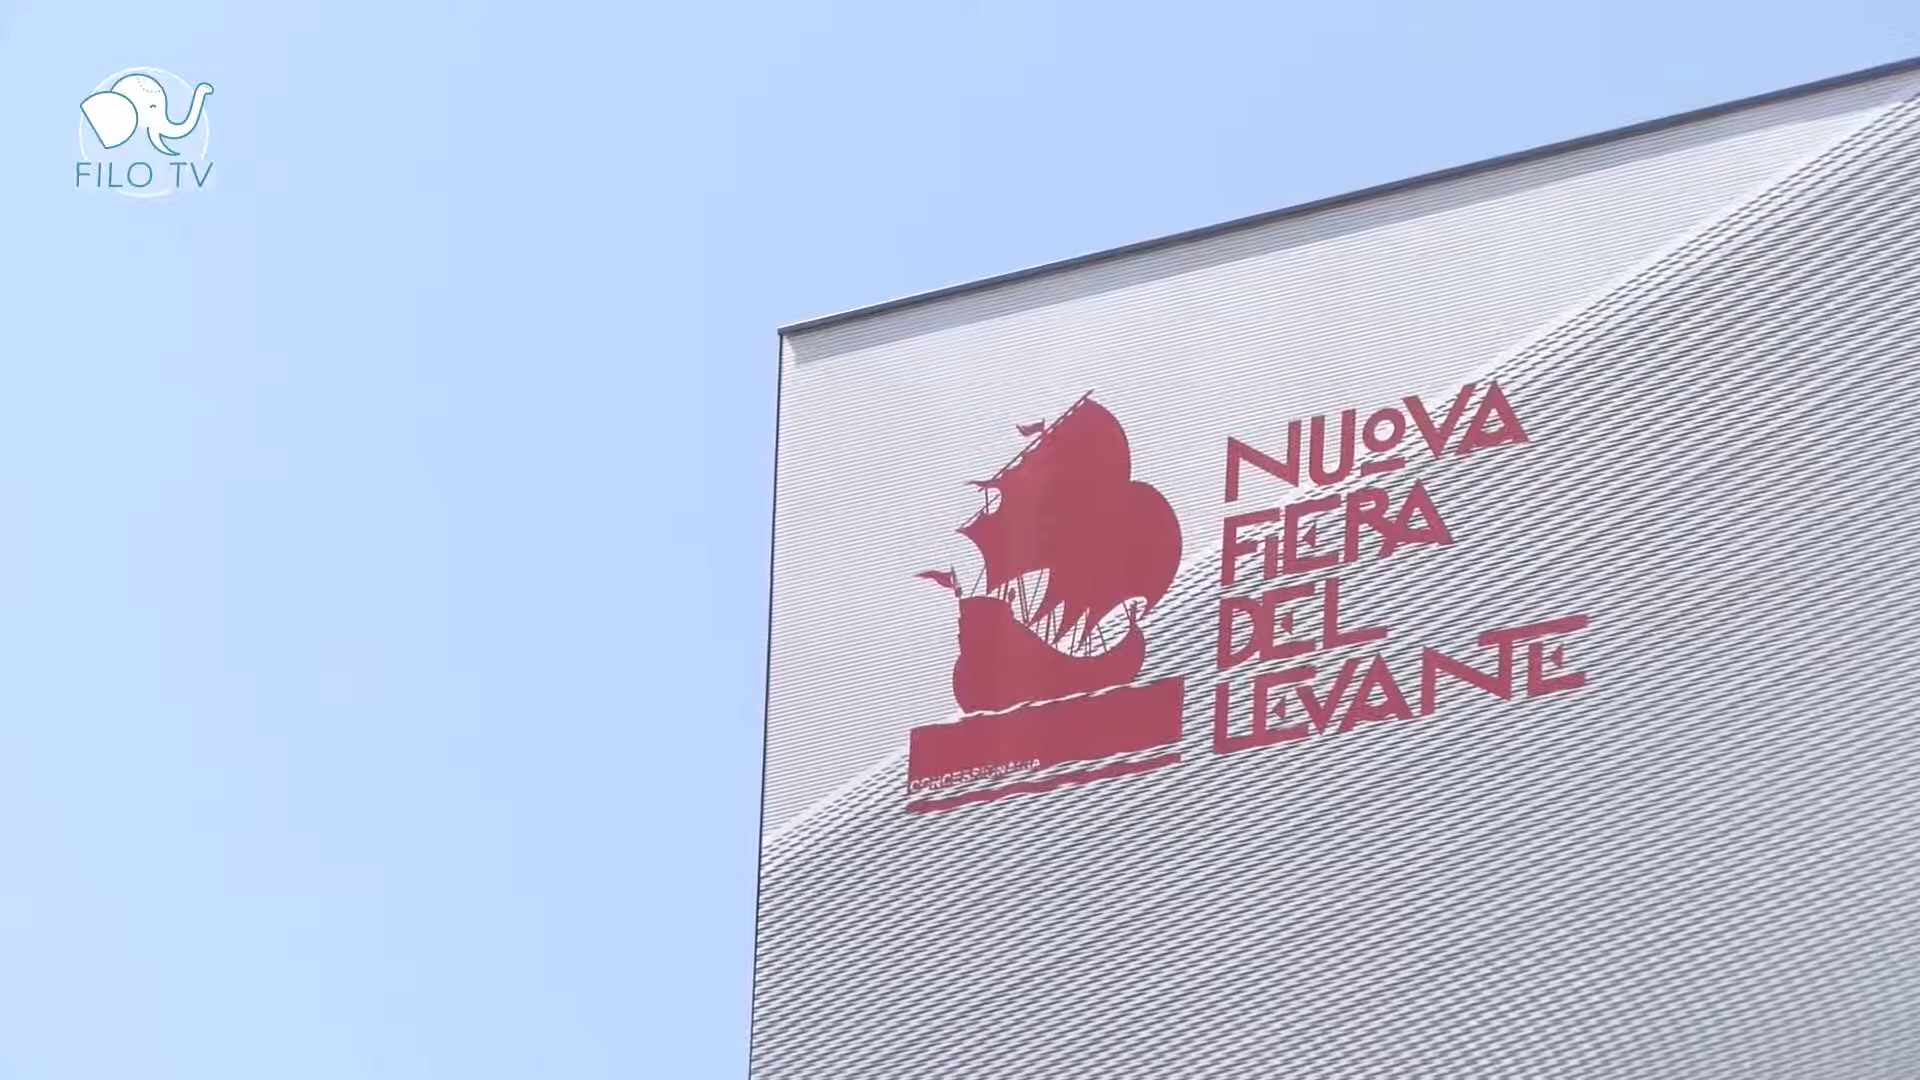 FILO TV
NUOVA
FIERA
DEL
LEVANTE
CONCESSIONARIA